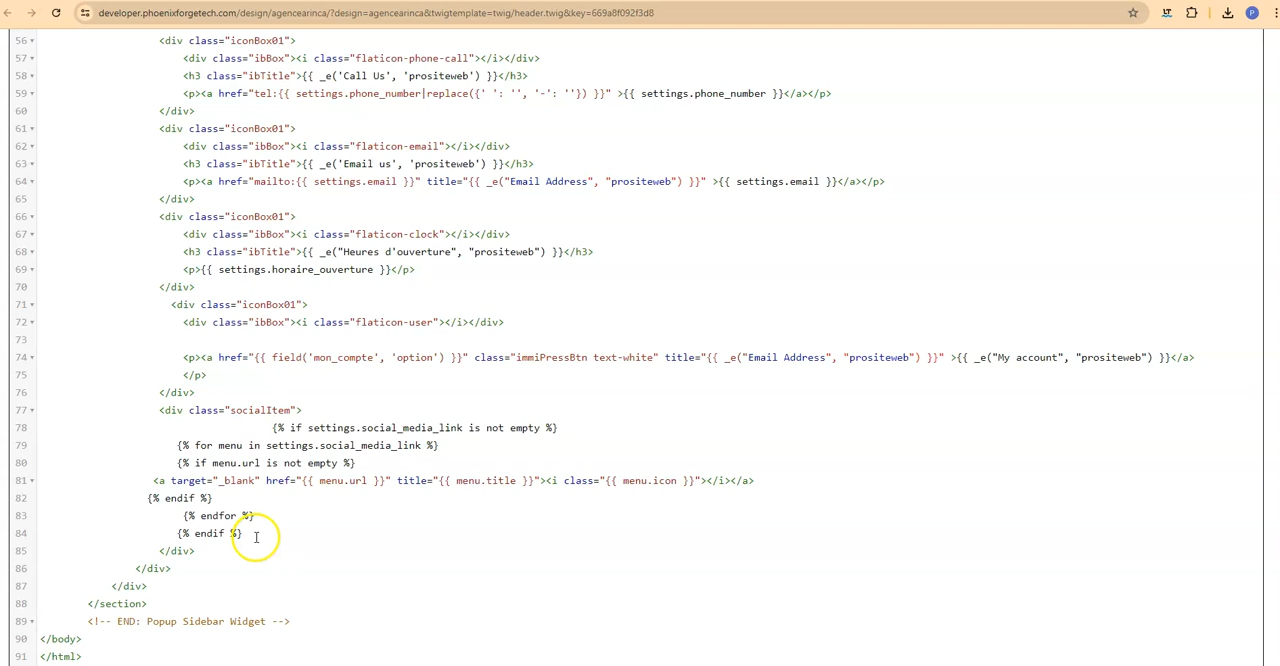 developer.phoenixforgetech.com/design/agencearinca/?design=agencearinca&twigtemplate=twig/header.twig&key=669a8f092f3d8
LT
P
56 <div class="iconBox01">
57 <div class="ibBox"><i class="flaticon-phone-call"></i></div>
58 <h3 class="ibTitle">{{ _e('Call Us', 'prositeweb') }}</h3>
59 <p><a href="tel:{{ settings.phone_number|replace({' ': '', '-': ''}) }}" >{{ settings.phone_number }}</a></p>
60 </div>
61 <div class="iconBox01">
62 <div class="ibBox"><i class="flaticon-email"></i></div>
63 <h3 class="ibTitle">{{ _e('Email us', 'prositeweb') }}</h3>
64 <p><a href="mailto:{{ settings.email }}" title="{{ _e("Email Address", "prositeweb") }}" >{{ settings.email }}</a></p>
65 </div>
66 <div class="iconBox01">
67 <div class="ibBox"><i class="flaticon-clock"></i></div>
68 <h3 class="ibTitle">{{ _e("Heures d'ouverture", "prositeweb") }}</h3>
69 <p>{{ settings.horaire_ouverture }}</p>
70 </div>
71 <div class="iconBox01">
72 <div class="ibBox"><i class="flaticon-user"></i></div>
73
74 <p><a href="{{ field('mon_compte', 'option') }}" class="immiPressBtn text-white" title="{{ _e("Email Address", "prositeweb") }}" >{{ _e("My account", "prositeweb") }}</a>
75 </p>
76 </div>
77 <div class="socialItem">
78 {% if settings.social_media_link is not empty %}
79 {% for menu in settings.social_media_link %}
80 {% if menu.url is not empty %}
81 <a target="_blank" href="{{ menu.url }}" title="{{ menu.title }}"><i class="{{ menu.icon }}"></i></a>
82 {% endif %}
83 {% endfor %}
84 {% endif %}
85 </div>
86 </div>
87 </div>
88 </section>
89 <!-- END: Popup Sidebar Widget -->
90 </body>
91 </html>